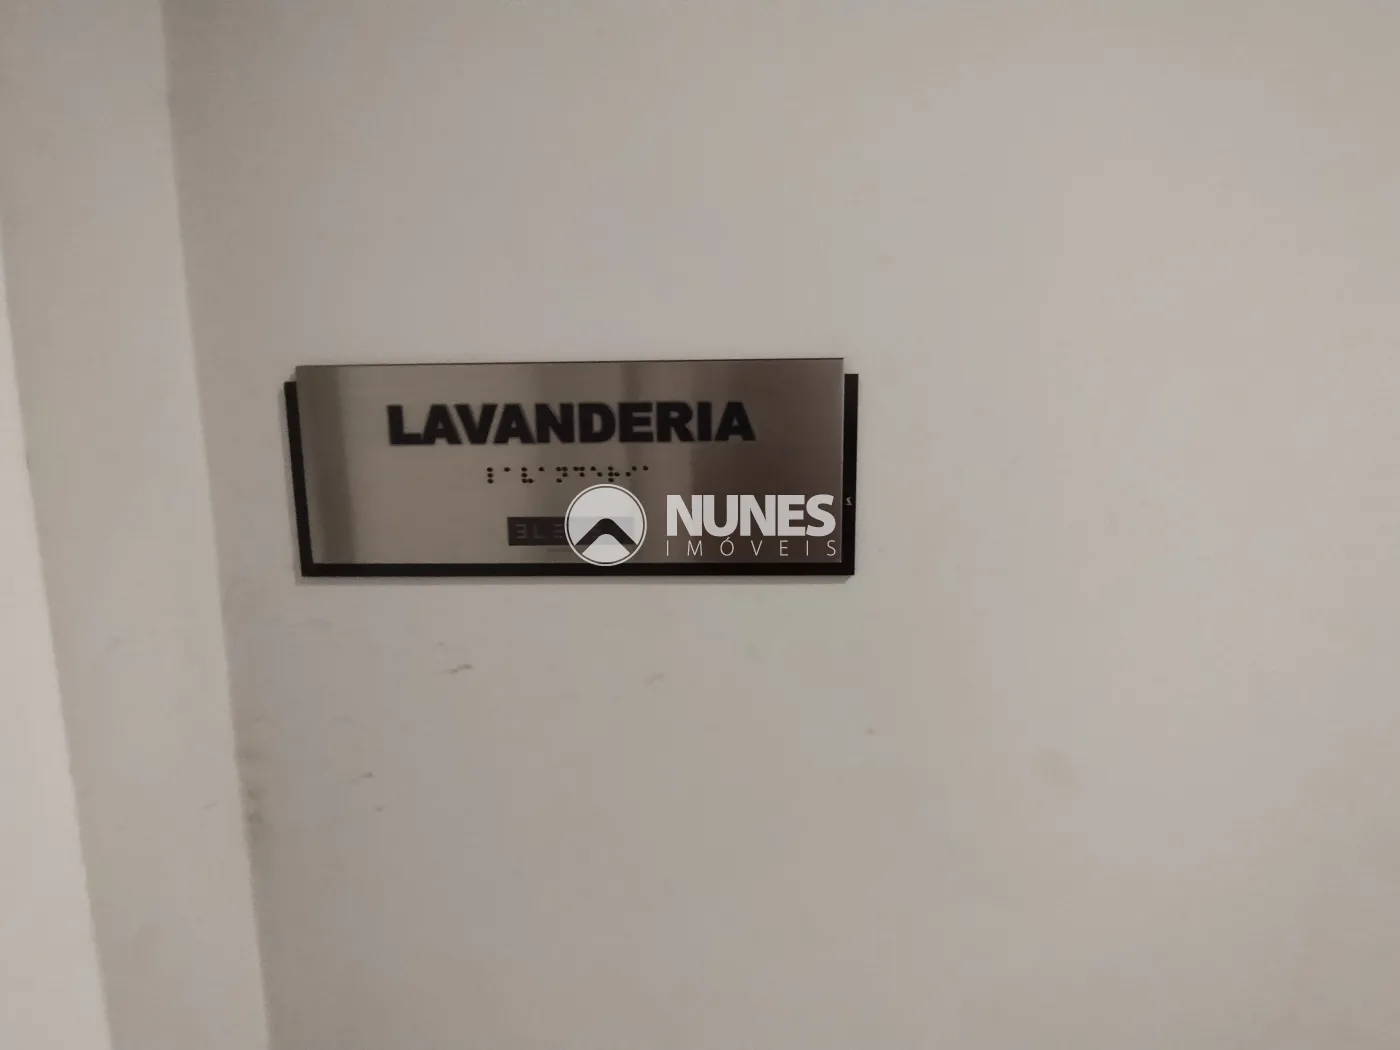 LAVANDERIA
⠇⠁⠧⠁⠝⠙⠑⠗⠊⠁
NUNES
IMÓVEIS